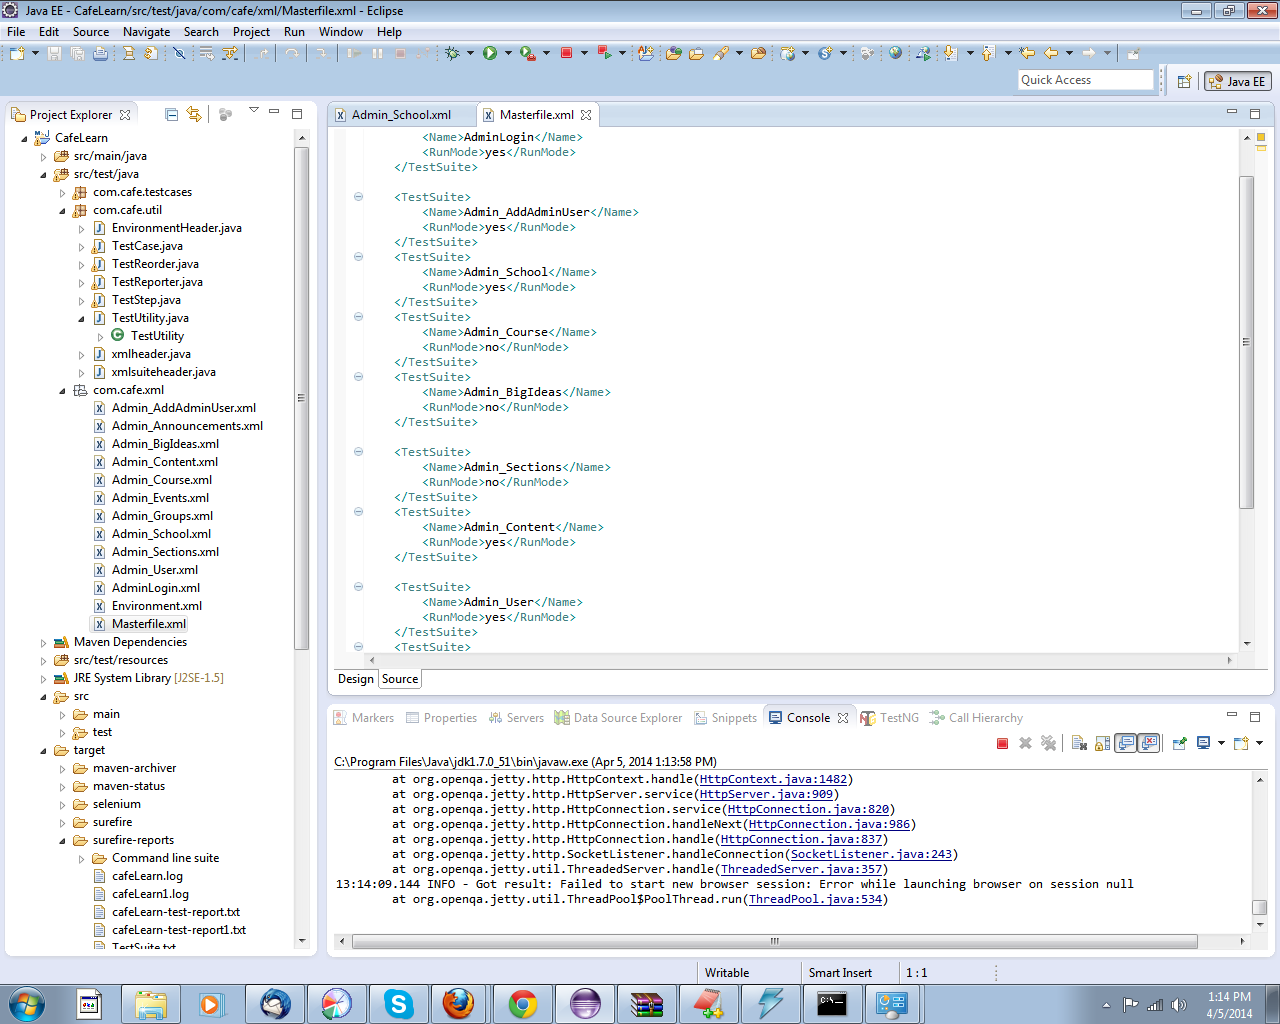 Java EE - CafeLearn/src/test/java/com/cafe/xml/Masterfile.xml - Eclipse
File Edit Source Navigate Search Project Run Window Help
Quick Access
Java EE
Project Explorer
CafeLearn
src/main/java
src/test/java
com.cafe.testcases
com.cafe.util
EnvironmentHeader.java
TestCase.java
TestReorder.java
TestReporter.java
TestStep.java
TestUtility.java
TestUtility
xmlheader.java
xmlsuiteheader.java
com.cafe.xml
Admin_AddAdminUser.xml
Admin_Announcements.xml
Admin_BigIdeas.xml
Admin_Content.xml
Admin_Course.xml
Admin_Events.xml
Admin_Groups.xml
Admin_School.xml
Admin_Sections.xml
Admin_User.xml
AdminLogin.xml
Environment.xml
Masterfile.xml
Maven Dependencies
src/test/resources
JRE System Library [J2SE-1.5]
src
main
test
target
maven-archiver
maven-status
selenium
surefire
surefire-reports
Command line suite
cafeLearn.log
cafeLearn1.log
cafeLearn-test-report.txt
cafeLearn-test-report1.txt
TestSuite.txt
Admin_School.xml Masterfile.xml
<Name>AdminLogin</Name>
<RunMode>yes</RunMode>
</TestSuite>
<TestSuite>
<Name>Admin_AddAdminUser</Name>
<RunMode>yes</RunMode>
</TestSuite>
<TestSuite>
<Name>Admin_School</Name>
<RunMode>yes</RunMode>
</TestSuite>
<TestSuite>
<Name>Admin_Course</Name>
<RunMode>no</RunMode>
</TestSuite>
<TestSuite>
<Name>Admin_BigIdeas</Name>
<RunMode>no</RunMode>
</TestSuite>
<TestSuite>
<Name>Admin_Sections</Name>
<RunMode>no</RunMode>
</TestSuite>
<TestSuite>
<Name>Admin_Content</Name>
<RunMode>yes</RunMode>
</TestSuite>
<TestSuite>
<Name>Admin_User</Name>
<RunMode>yes</RunMode>
</TestSuite>
<TestSuite>
Design Source
Markers Properties Servers Data Source Explorer Snippets Console TestNG Call Hierarchy
C:\Program Files\Java\jdk1.7.0_51\bin\javaw.exe (Apr 5, 2014 1:13:58 PM)
at org.openqa.jetty.http.HttpContext.handle(HttpContext.java:1482)
at org.openqa.jetty.http.HttpServer.service(HttpServer.java:909)
at org.openqa.jetty.http.HttpConnection.service(HttpConnection.java:820)
at org.openqa.jetty.http.HttpConnection.handleNext(HttpConnection.java:986)
at org.openqa.jetty.http.HttpConnection.handle(HttpConnection.java:837)
at org.openqa.jetty.http.SocketListener.handleConnection(SocketListener.java:243)
at org.openqa.jetty.util.ThreadedServer.handle(ThreadedServer.java:357)
13:14:09.144 INFO - Got result: Failed to start new browser session: Error while launching browser on session null
at org.openqa.jetty.util.ThreadPool$PoolThread.run(ThreadPool.java:534)
Writable Smart Insert 1 : 1
1:14 PM
4/5/2014